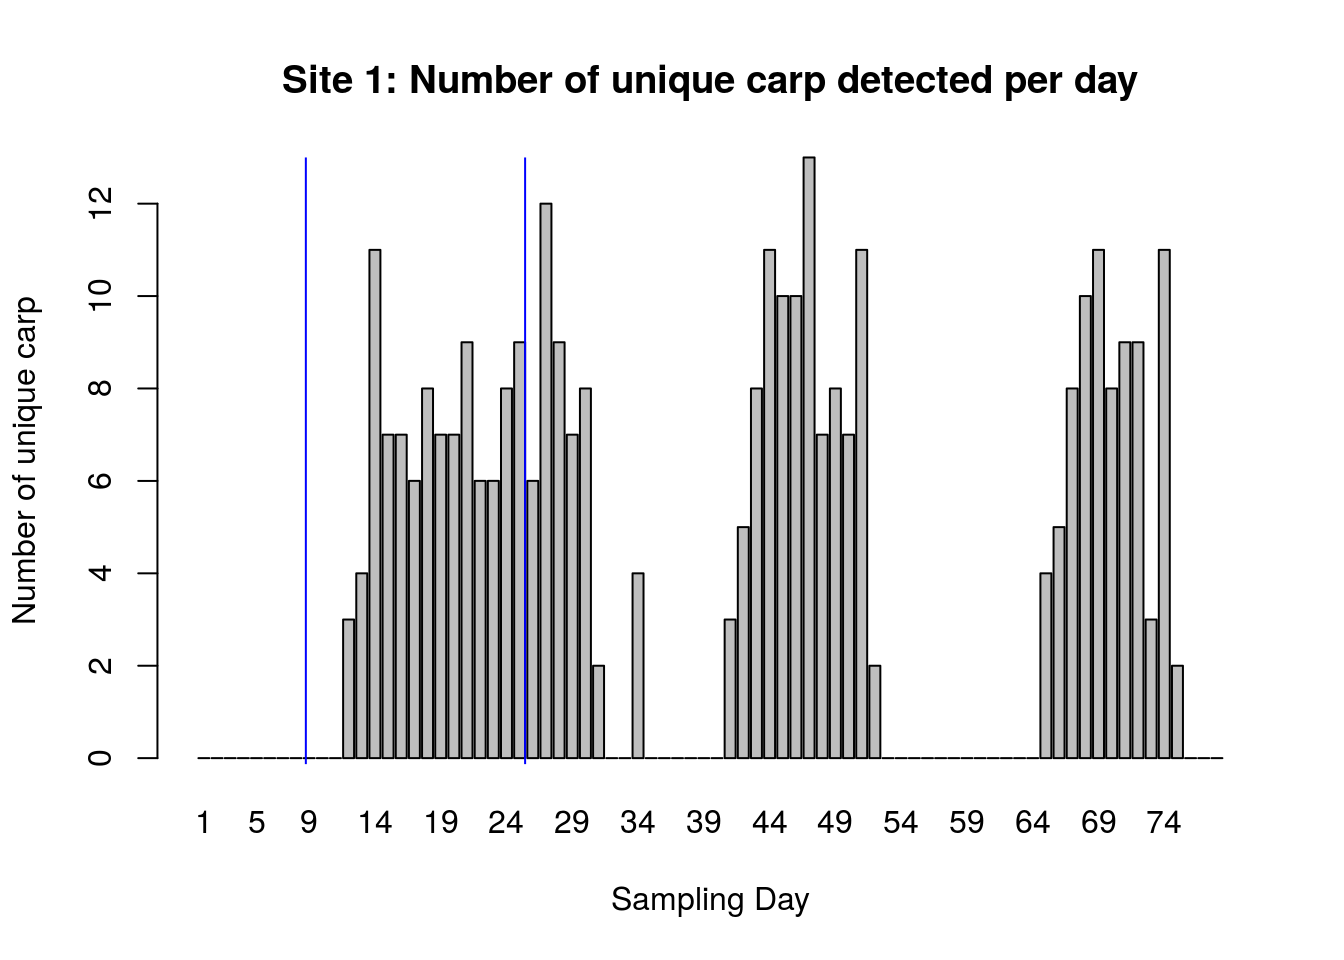 Site 1: Number of unique carp detected per day
Number of unique carp
12
10
8
6
4
2
0
1 5 9 14 19 24 29 34 39 44 49 54 59 64 69 74
Sampling Day